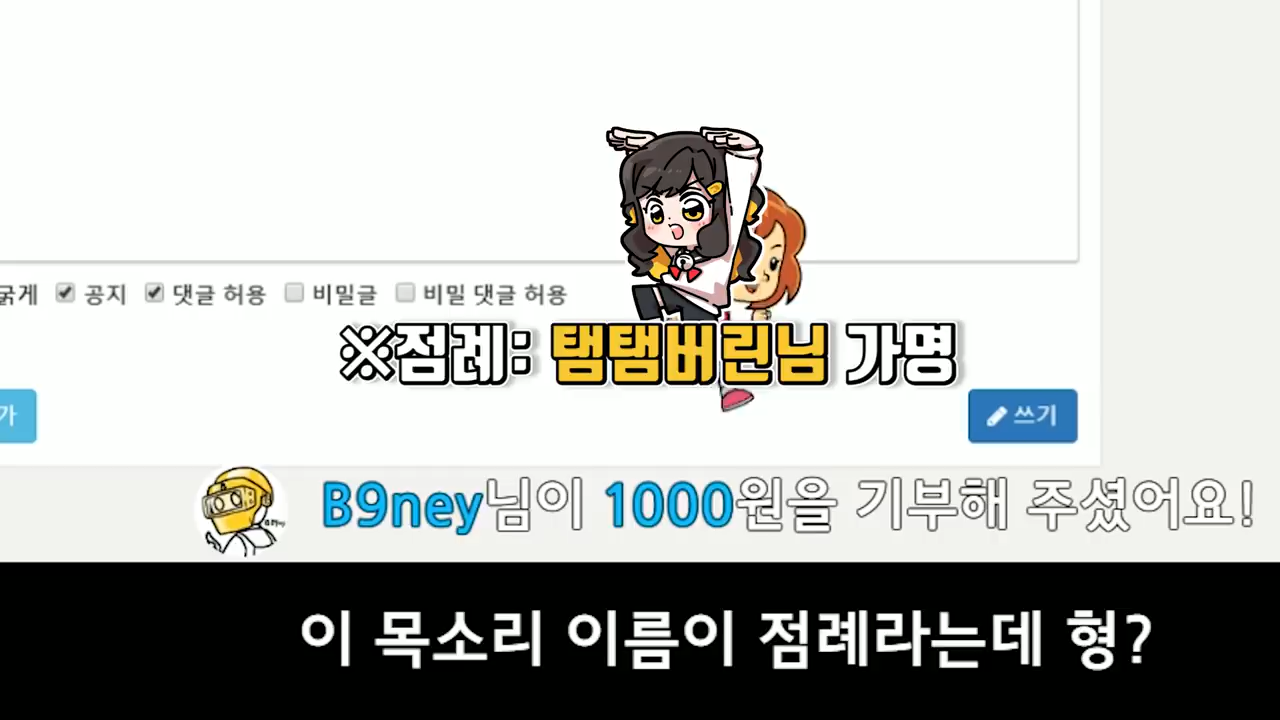 굵게 공지 댓글 허용 비밀글 비밀 댓글 허용
※점례: 탬탬버린님 가명
가 쓰기
B9ney님이 1000원을 기부해 주셨어요!
이 목소리 이름이 점례라는데 형?